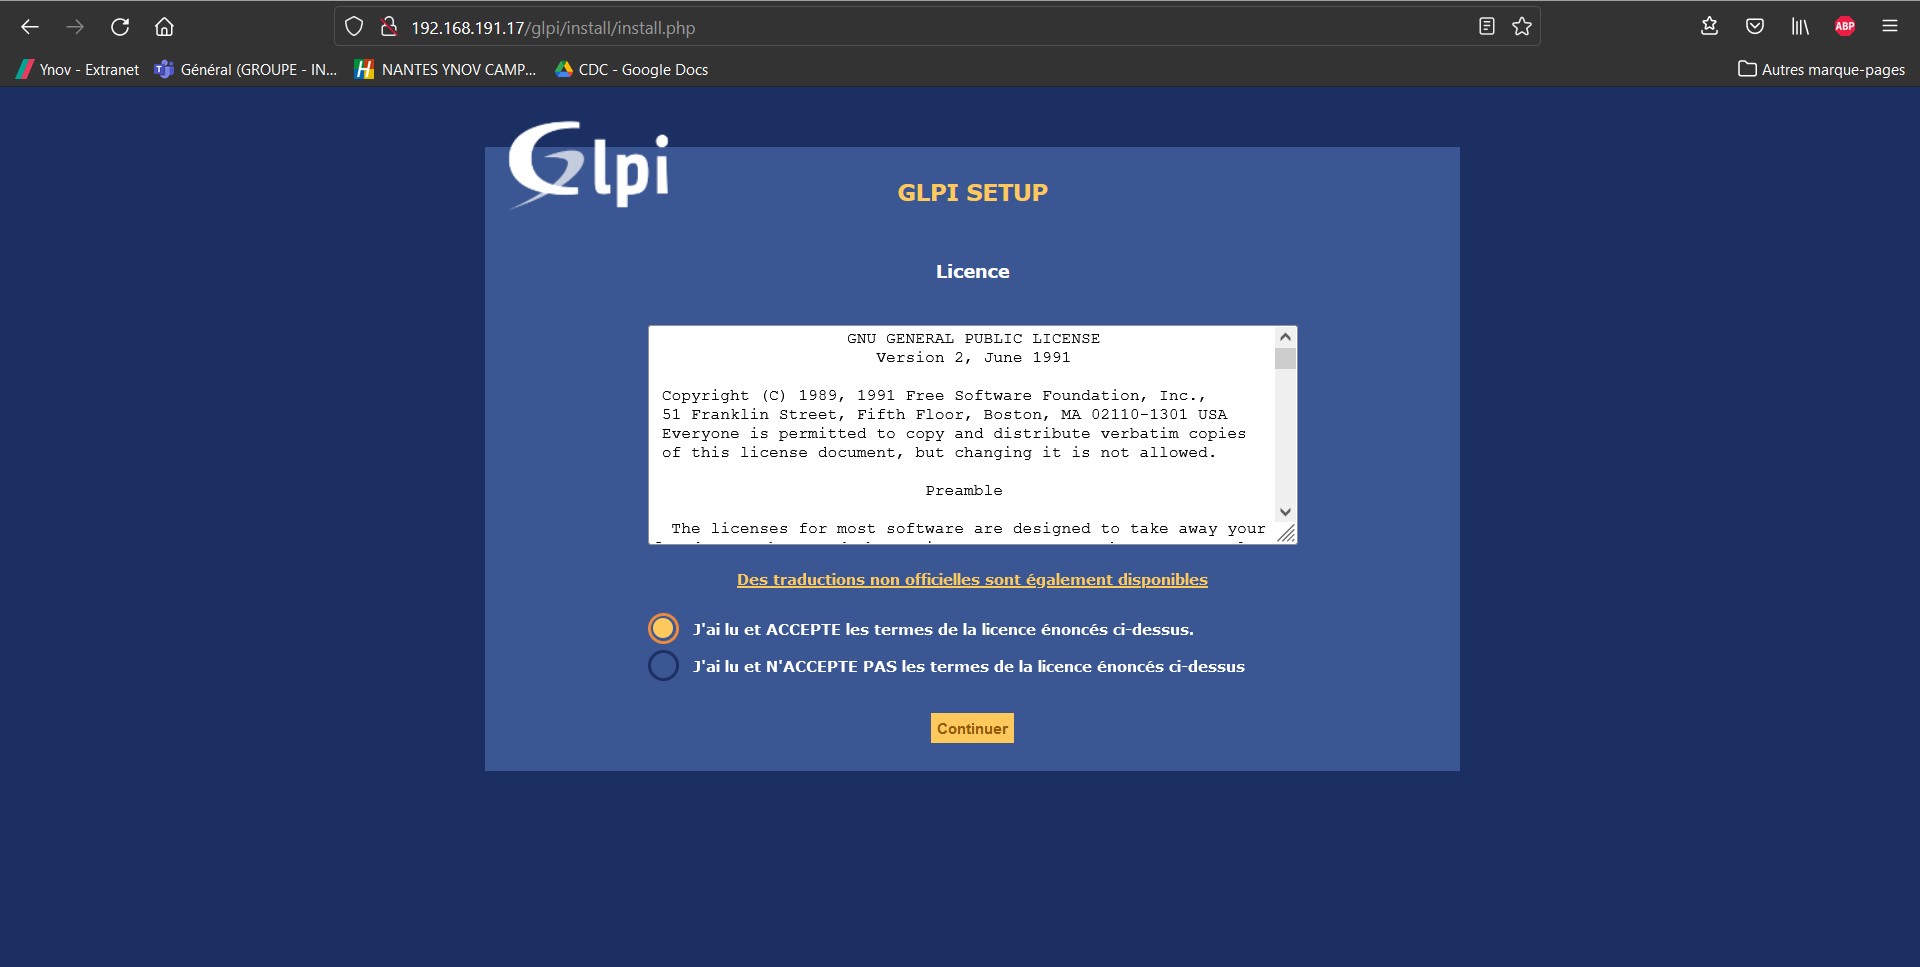 192.168.191.17/glpi/install/install.php
ABP
Ynov - Extranet
Général (GROUPE - IN...
NANTES YNOV CAMP...
CDC - Google Docs
Autres marque-pages
Glpi
GLPI SETUP
Licence
GNU GENERAL PUBLIC LICENSE
Version 2, June 1991
Copyright (C) 1989, 1991 Free Software Foundation, Inc.,
51 Franklin Street, Fifth Floor, Boston, MA 02110-1301 USA
Everyone is permitted to copy and distribute verbatim copies
of this license document, but changing it is not allowed.
Preamble
The licenses for most software are designed to take away your
Des traductions non officielles sont également disponibles
J'ai lu et ACCEPTE les termes de la licence énoncés ci-dessus.
J'ai lu et N'ACCEPTE PAS les termes de la licence énoncés ci-dessus
Continuer